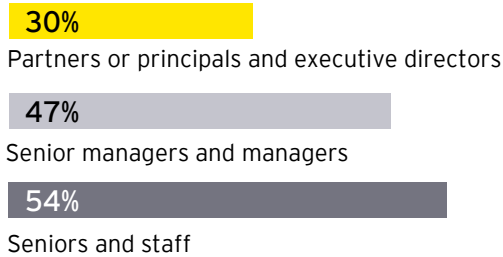 30%
Partners or principals and executive directors
47%
Senior managers and managers
54%
Seniors and staff